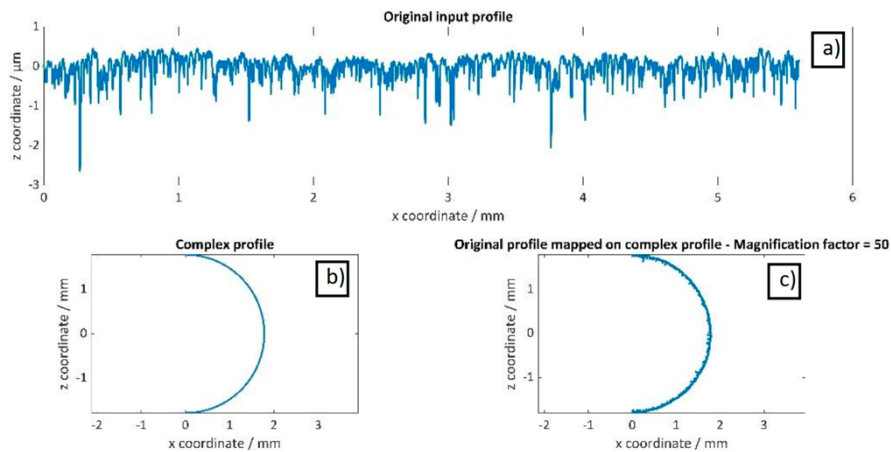 Original input profile
a)
z coordinate / µm
1
0
-1
-2
-3
0 1 2 3 4 5 6
x coordinate / mm
Complex profile
b)
z coordinate / mm
1
0
-1
-2 -1 0 1 2 3
x coordinate / mm
Original profile mapped on complex profile - Magnification factor = 50
c)
z coordinate / mm
1
0
-1
-2 -1 0 1 2 3
x coordinate / mm